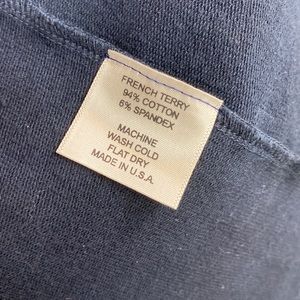 FRENCH TERRY
94% COTTON
6% SPANDEX
MACHINE
WASH COLD
FLAT DRY
MADE IN U.S.A.